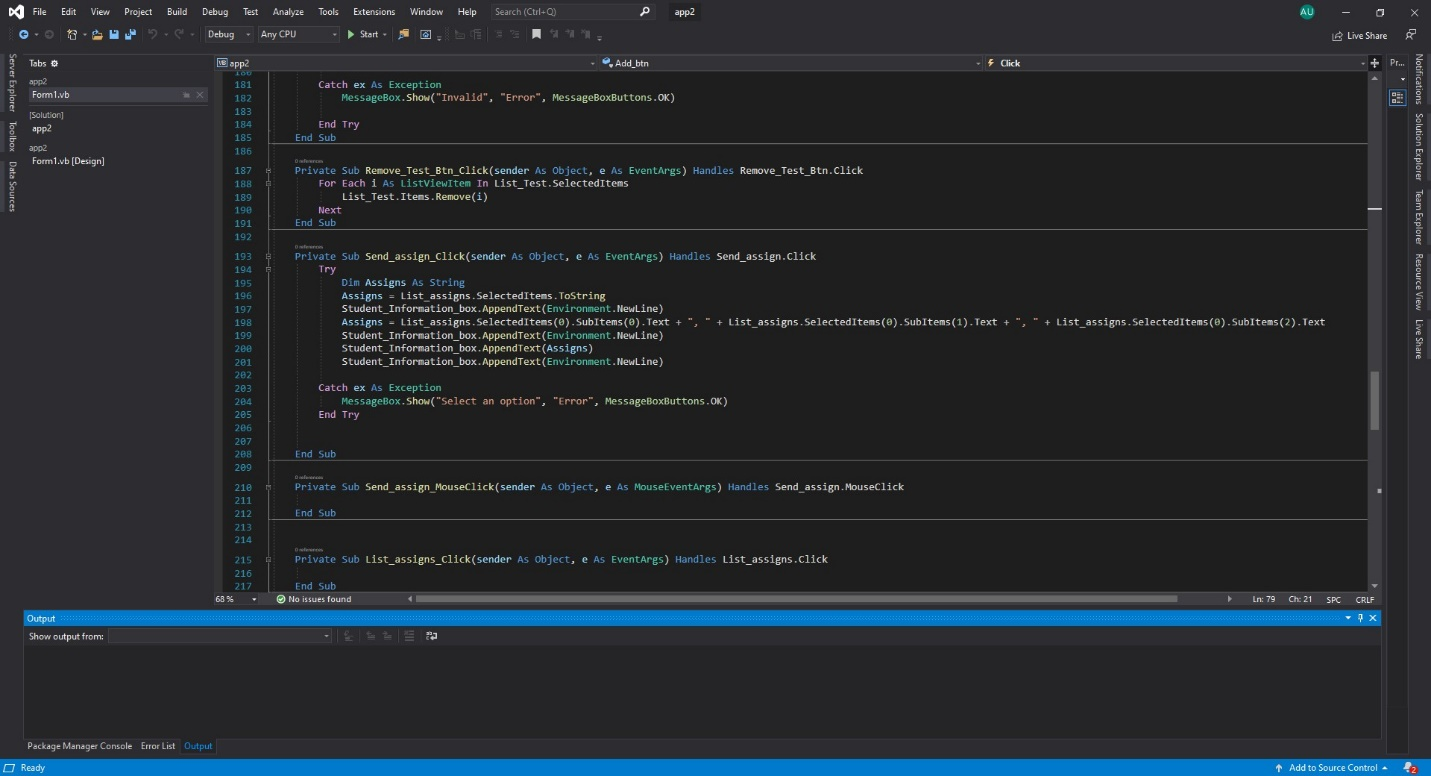 File Edit View Project Build Debug Test Analyze Tools Extensions Window Help Search (Ctrl+Q) app2 AU
Debug Any CPU Start Live Share
Server Explorer
Toolbox
Data Sources
Tabs
app2
Form1.vb
[Solution]
app2
app2
Form1.vb [Design]
VB app2 Add_btn Click
180
181 Catch ex As Exception
182 MessageBox.Show("Invalid", "Error", MessageBoxButtons.OK)
183
184 End Try
185 End Sub
186
0 references
187 Private Sub Remove_Test_Btn_Click(sender As Object, e As EventArgs) Handles Remove_Test_Btn.Click
188 For Each i As ListViewItem In List_Test.SelectedItems
189 List_Test.Items.Remove(i)
190 Next
191 End Sub
192
0 references
193 Private Sub Send_assign_Click(sender As Object, e As EventArgs) Handles Send_assign.Click
194 Try
195 Dim Assigns As String
196 Assigns = List_assigns.SelectedItems.ToString
197 Student_Information_box.AppendText(Environment.NewLine)
198 Assigns = List_assigns.SelectedItems(0).SubItems(0).Text + ", " + List_assigns.SelectedItems(0).SubItems(1).Text + ", " + List_assigns.SelectedItems(0).SubItems(2).Text
199 Student_Information_box.AppendText(Environment.NewLine)
200 Student_Information_box.AppendText(Assigns)
201 Student_Information_box.AppendText(Environment.NewLine)
202
203 Catch ex As Exception
204 MessageBox.Show("Select an option", "Error", MessageBoxButtons.OK)
205 End Try
206
207
208 End Sub
209
0 references
210 Private Sub Send_assign_MouseClick(sender As Object, e As MouseEventArgs) Handles Send_assign.MouseClick
211
212 End Sub
213
214
0 references
215 Private Sub List_assigns_Click(sender As Object, e As EventArgs) Handles List_assigns.Click
216
217 End Sub
68 % No issues found Ln: 79 Ch: 21 SPC CRLF
Pr...
Notifications
Solution Explorer
Team Explorer
Resource View
Live Share
Output
Show output from:
Package Manager Console Error List Output
Ready Add to Source Control 2